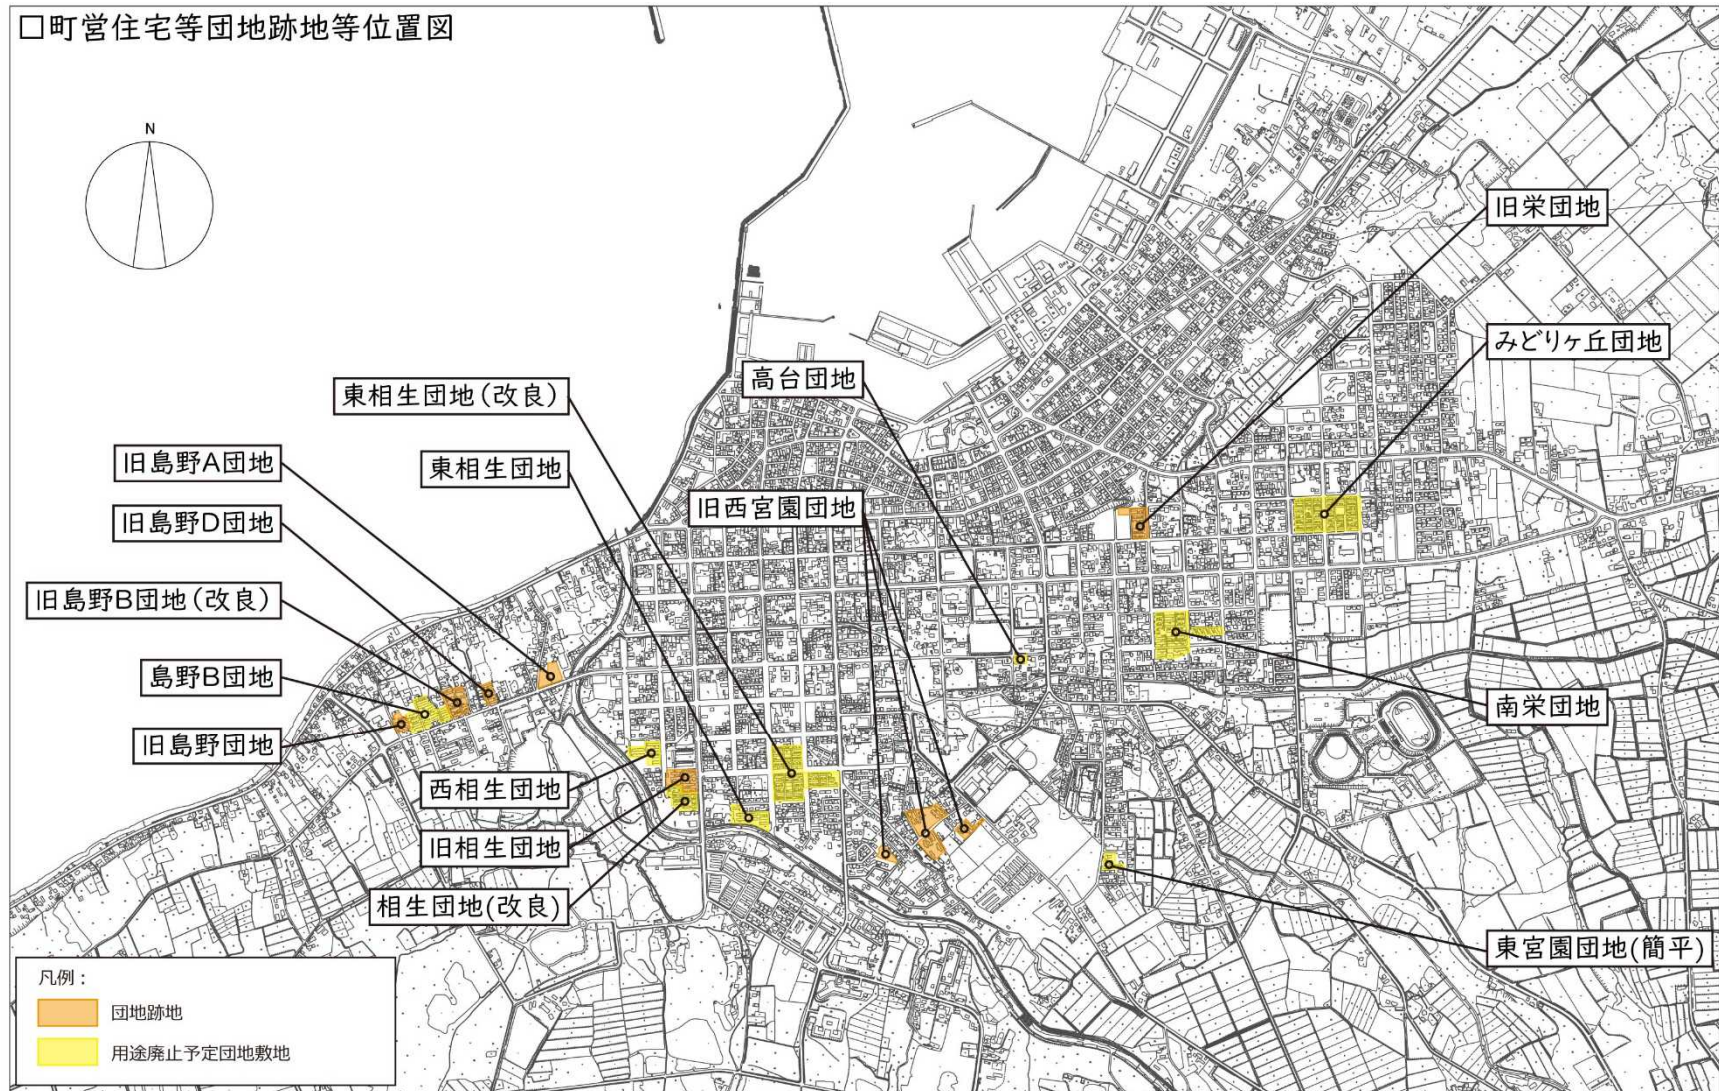 □町営住宅等団地跡地等位置図
N
旧栄団地
みどりヶ丘団地
高台団地
東相生団地(改良)
旧島野A団地
東相生団地
旧西宮園団地
旧島野D団地
旧島野B団地(改良)
島野B団地
旧島野団地
南栄団地
西相生団地
旧相生団地
相生団地(改良)
東宮園団地(簡平)
凡例：
団地跡地
用途廃止予定団地敷地